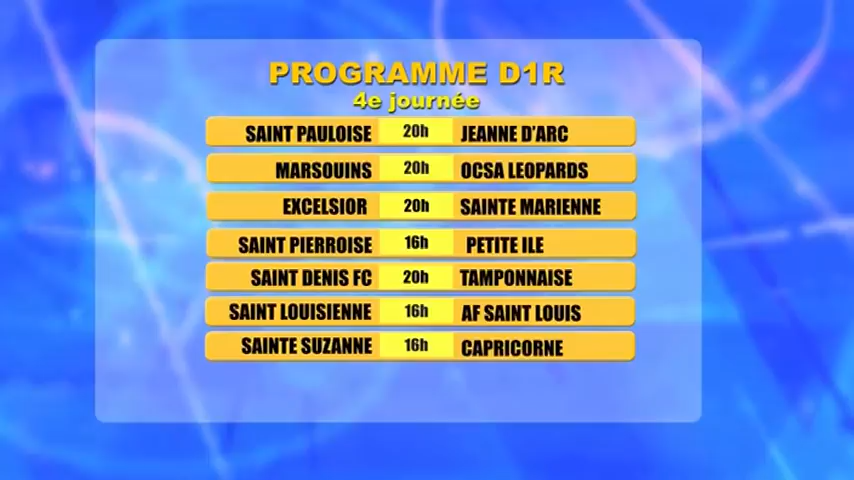 PROGRAMME D1R
4e journée
SAINT PAULOISE 20h JEANNE D'ARC
MARSOUINS 20h OCSA LEOPARDS
EXCELSIOR 20h SAINTE MARIENNE
SAINT PIERROISE 16h PETITE ILE
SAINT DENIS FC 20h TAMPONNAISE
SAINT LOUISIENNE 16h AF SAINT LOUIS
SAINTE SUZANNE 16h CAPRICORNE